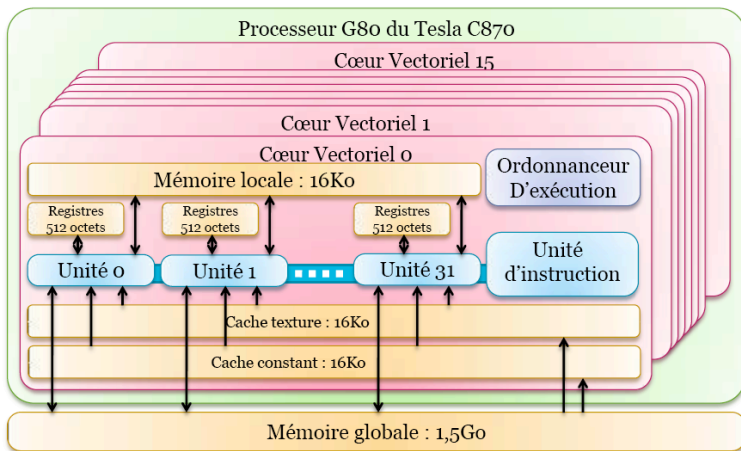 Processeur G80 du Tesla C870
Cœur Vectoriel 15
Cœur Vectoriel 1
Cœur Vectoriel 0
Mémoire locale : 16Ko
Ordonnanceur
D'exécution
Registres
512 octets
Registres
512 octets
Registres
512 octets
Unité 0
Unité 1
Unité 31
Unité
d'instruction
Cache texture : 16Ko
Cache constant : 16Ko
Mémoire globale : 1,5Go